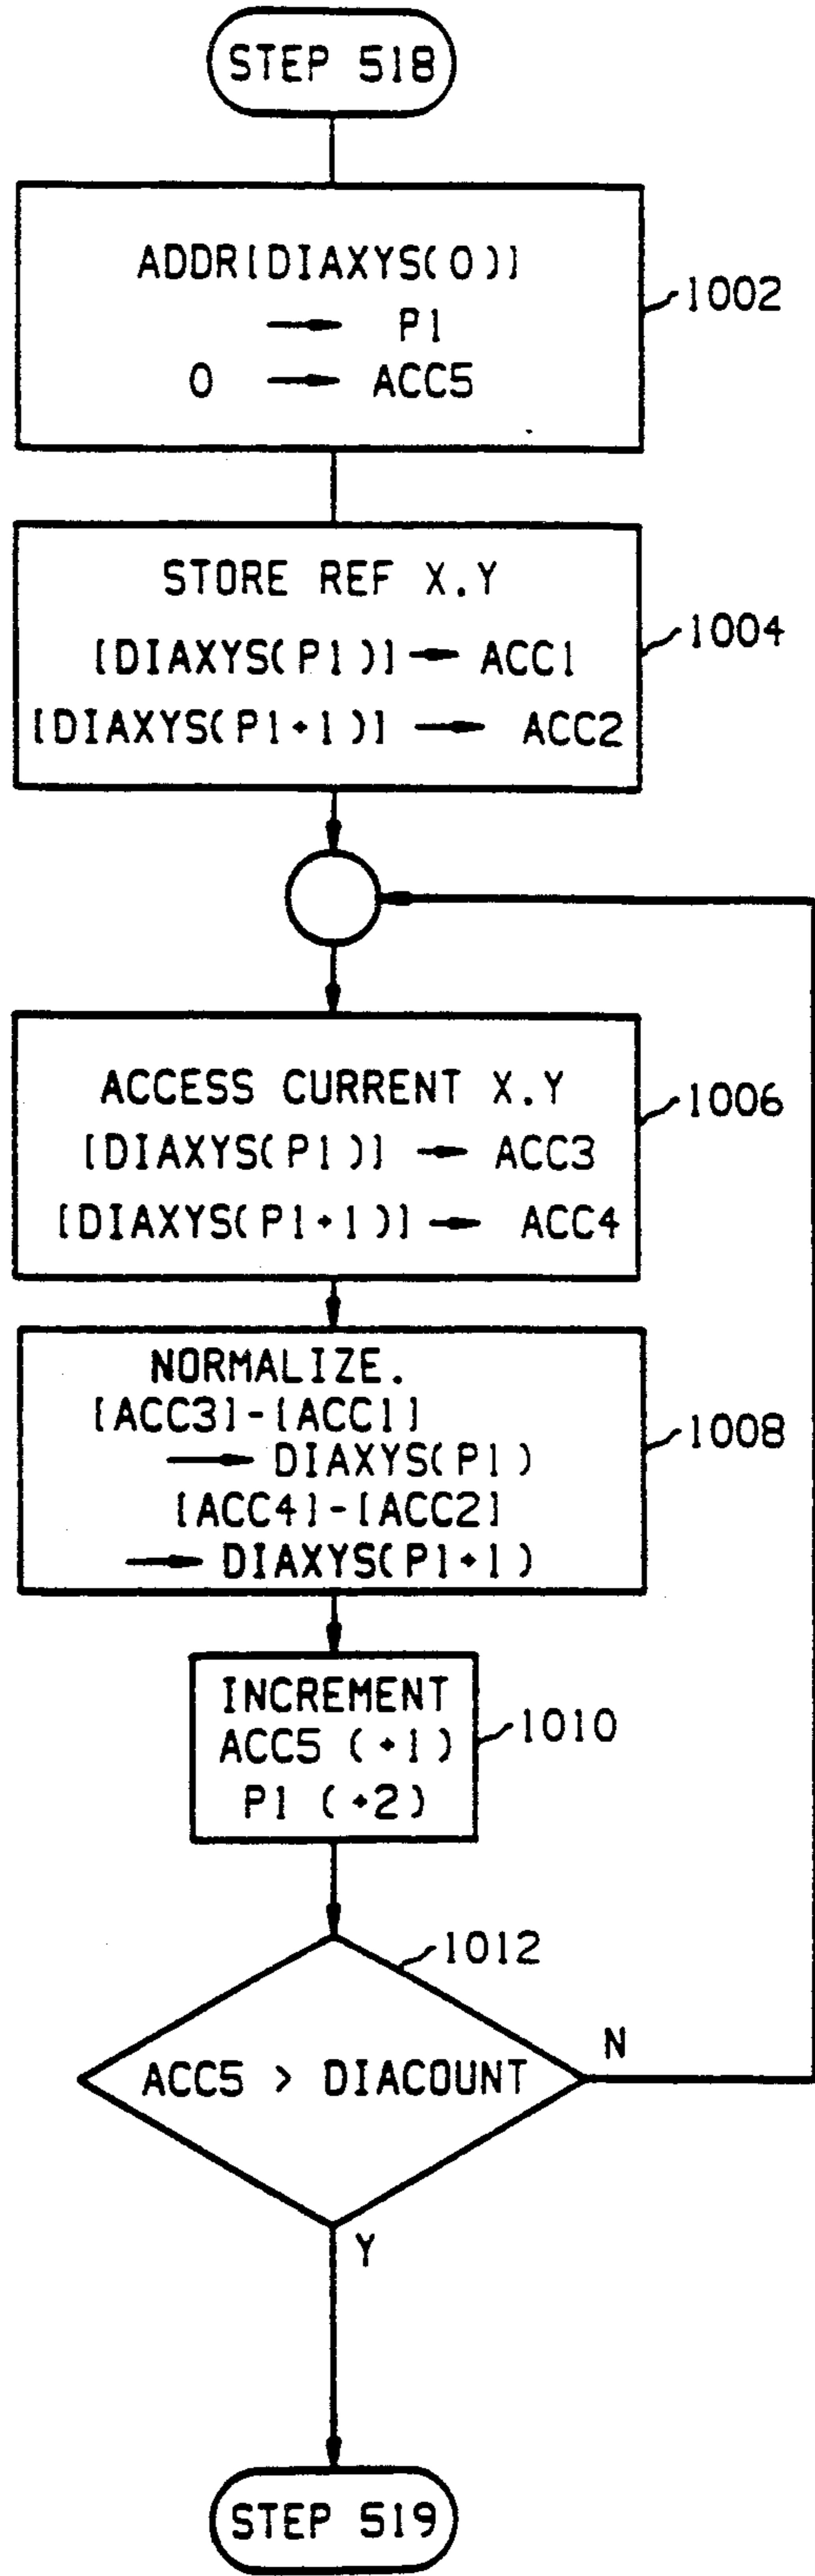 STEP 518
ADDR[DIAXYS(0)]
→ P1
0 → ACC5
1002
STORE REF X.Y
[DIAXYS(P1)] → ACC1
[DIAXYS(P1+1)] → ACC2
1004
ACCESS CURRENT X.Y
[DIAXYS(P1)] → ACC3
[DIAXYS(P1+1)] → ACC4
1006
NORMALIZE.
[ACC3]-[ACC1]
→ DIAXYS(P1)
[ACC4]-[ACC2]
→ DIAXYS(P1+1)
1008
INCREMENT
ACC5 (+1)
P1 (+2)
1010
1012
ACC5 > DIACOUNT
N
Y
STEP 519